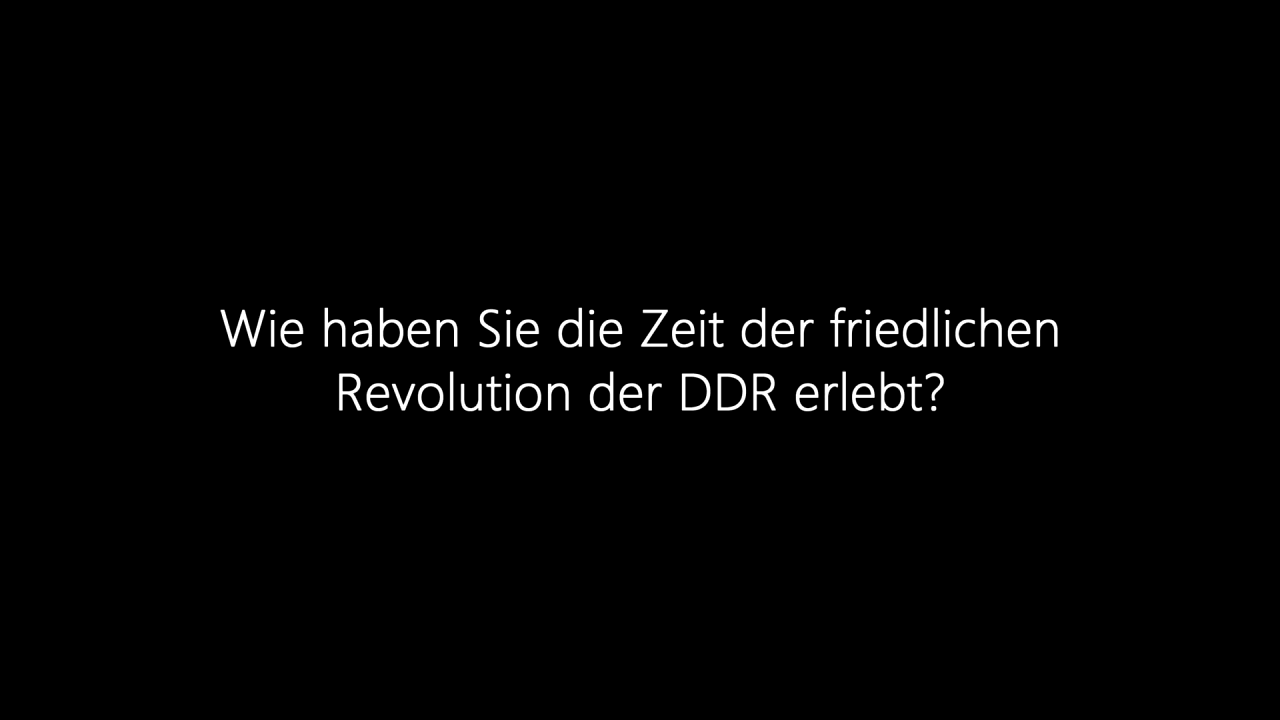 Wie haben Sie die Zeit der friedlichen
Revolution der DDR erlebt?